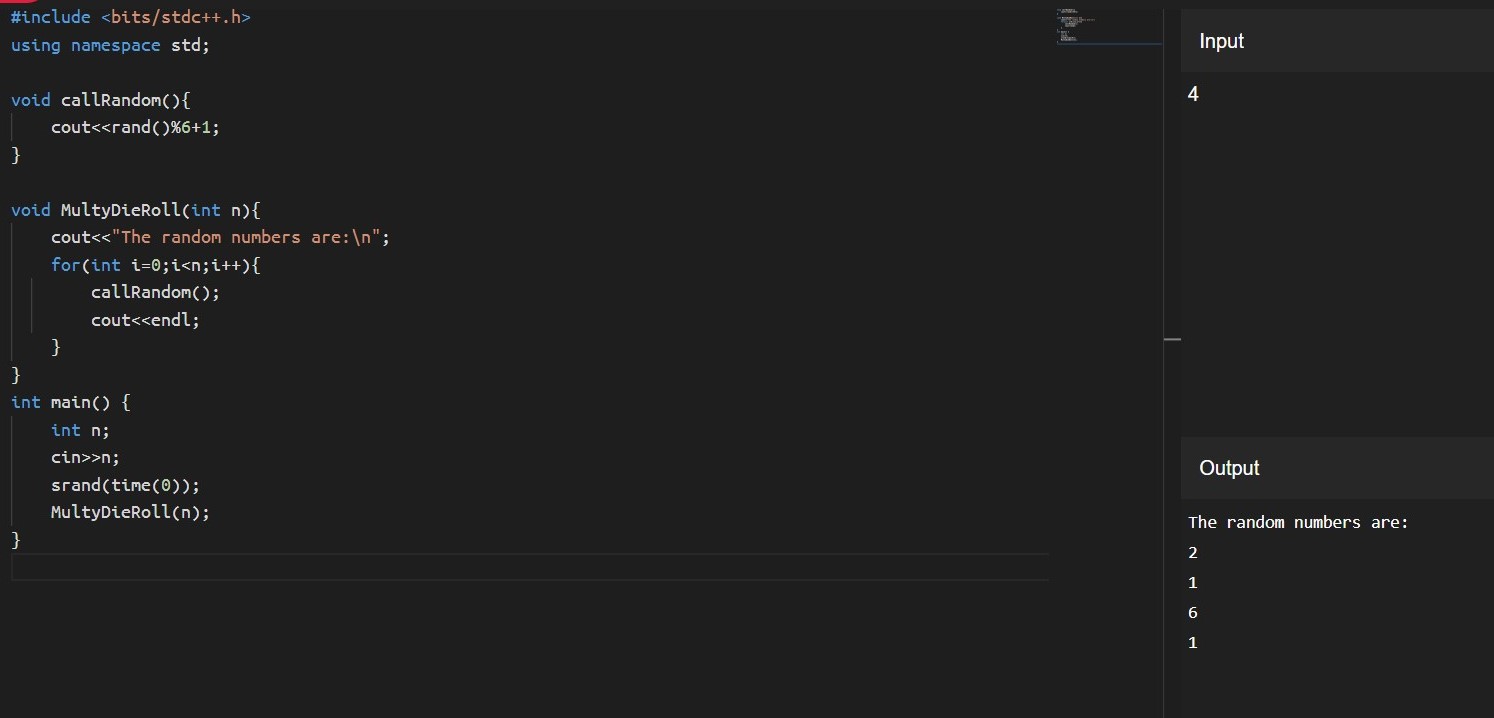 #include <bits/stdc++.h>
using namespace std;
void callRandom(){
cout<<rand()%6+1;
}
void MultyDieRoll(int n){
cout<<"The random numbers are:\n";
for(int i=0;i<n;i++){
callRandom();
cout<<endl;
}
}
int main() {
int n;
cin>>n;
srand(time(0));
MultyDieRoll(n);
}
Input
4
Output
The random numbers are:
2
1
6
1